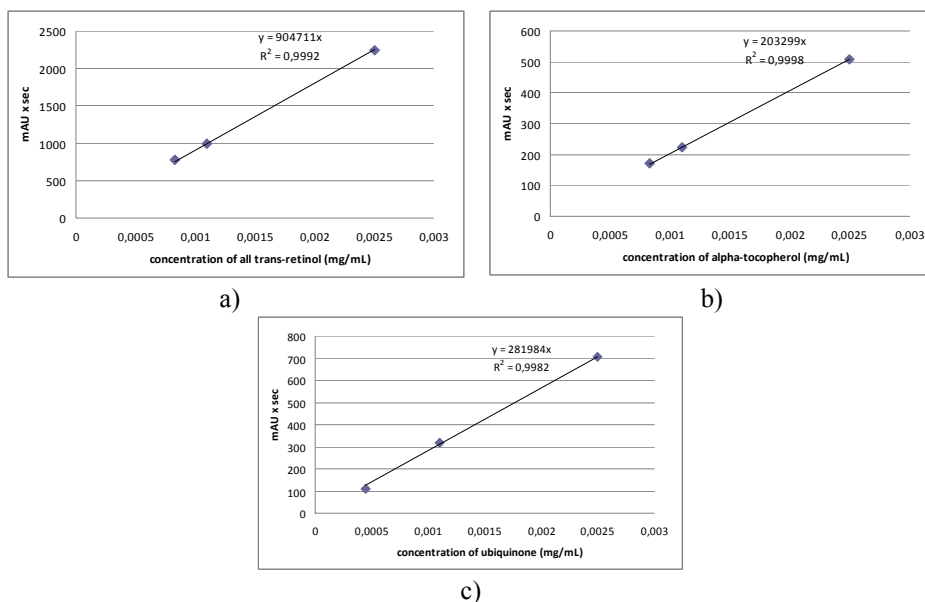 2500
2000
1500
1000
500
0
mAU x sec
y = 904711x
R² = 0,9992
0 0,0005 0,001 0,0015 0,002 0,0025 0,003
concentration of all trans-retinol (mg/mL)
a)
600
500
400
300
200
100
0
mAU x sec
y = 203299x
R² = 0,9998
0 0,0005 0,001 0,0015 0,002 0,0025 0,003
concentration of alpha-tocopherol (mg/mL)
b)
800
700
600
500
400
300
200
100
0
mAU x sec
y = 281984x
R² = 0,9982
0 0,0005 0,001 0,0015 0,002 0,0025 0,003
concentration of ubiquinone (mg/mL)
c)